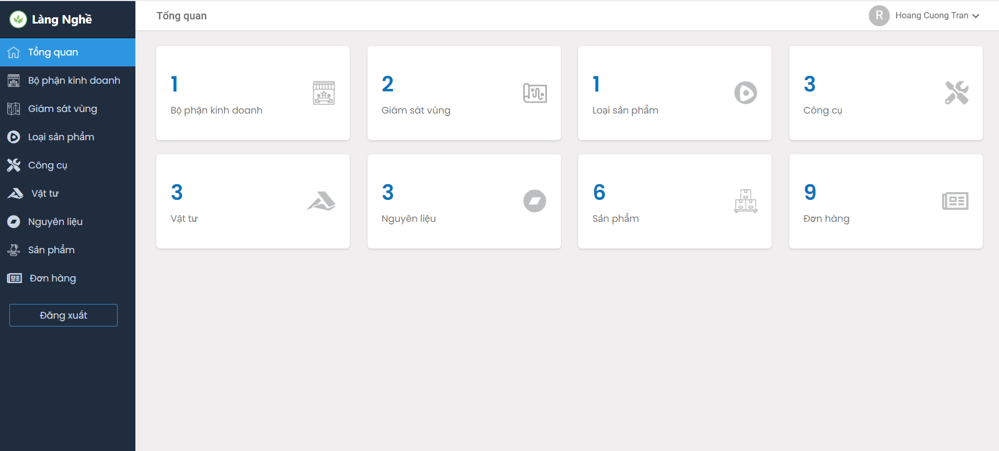 Làng Nghề
Tổng quan
Bộ phận kinh doanh
Giám sát vùng
Loại sản phẩm
Công cụ
Vật tư
Nguyên liệu
Sản phẩm
Đơn hàng
Đăng xuất
Tổng quan
R
Hoang Cuong Tran
1
Bộ phận kinh doanh
2
Giám sát vùng
1
Loại sản phẩm
3
Công cụ
3
Vật tư
3
Nguyên liệu
6
Sản phẩm
9
Đơn hàng